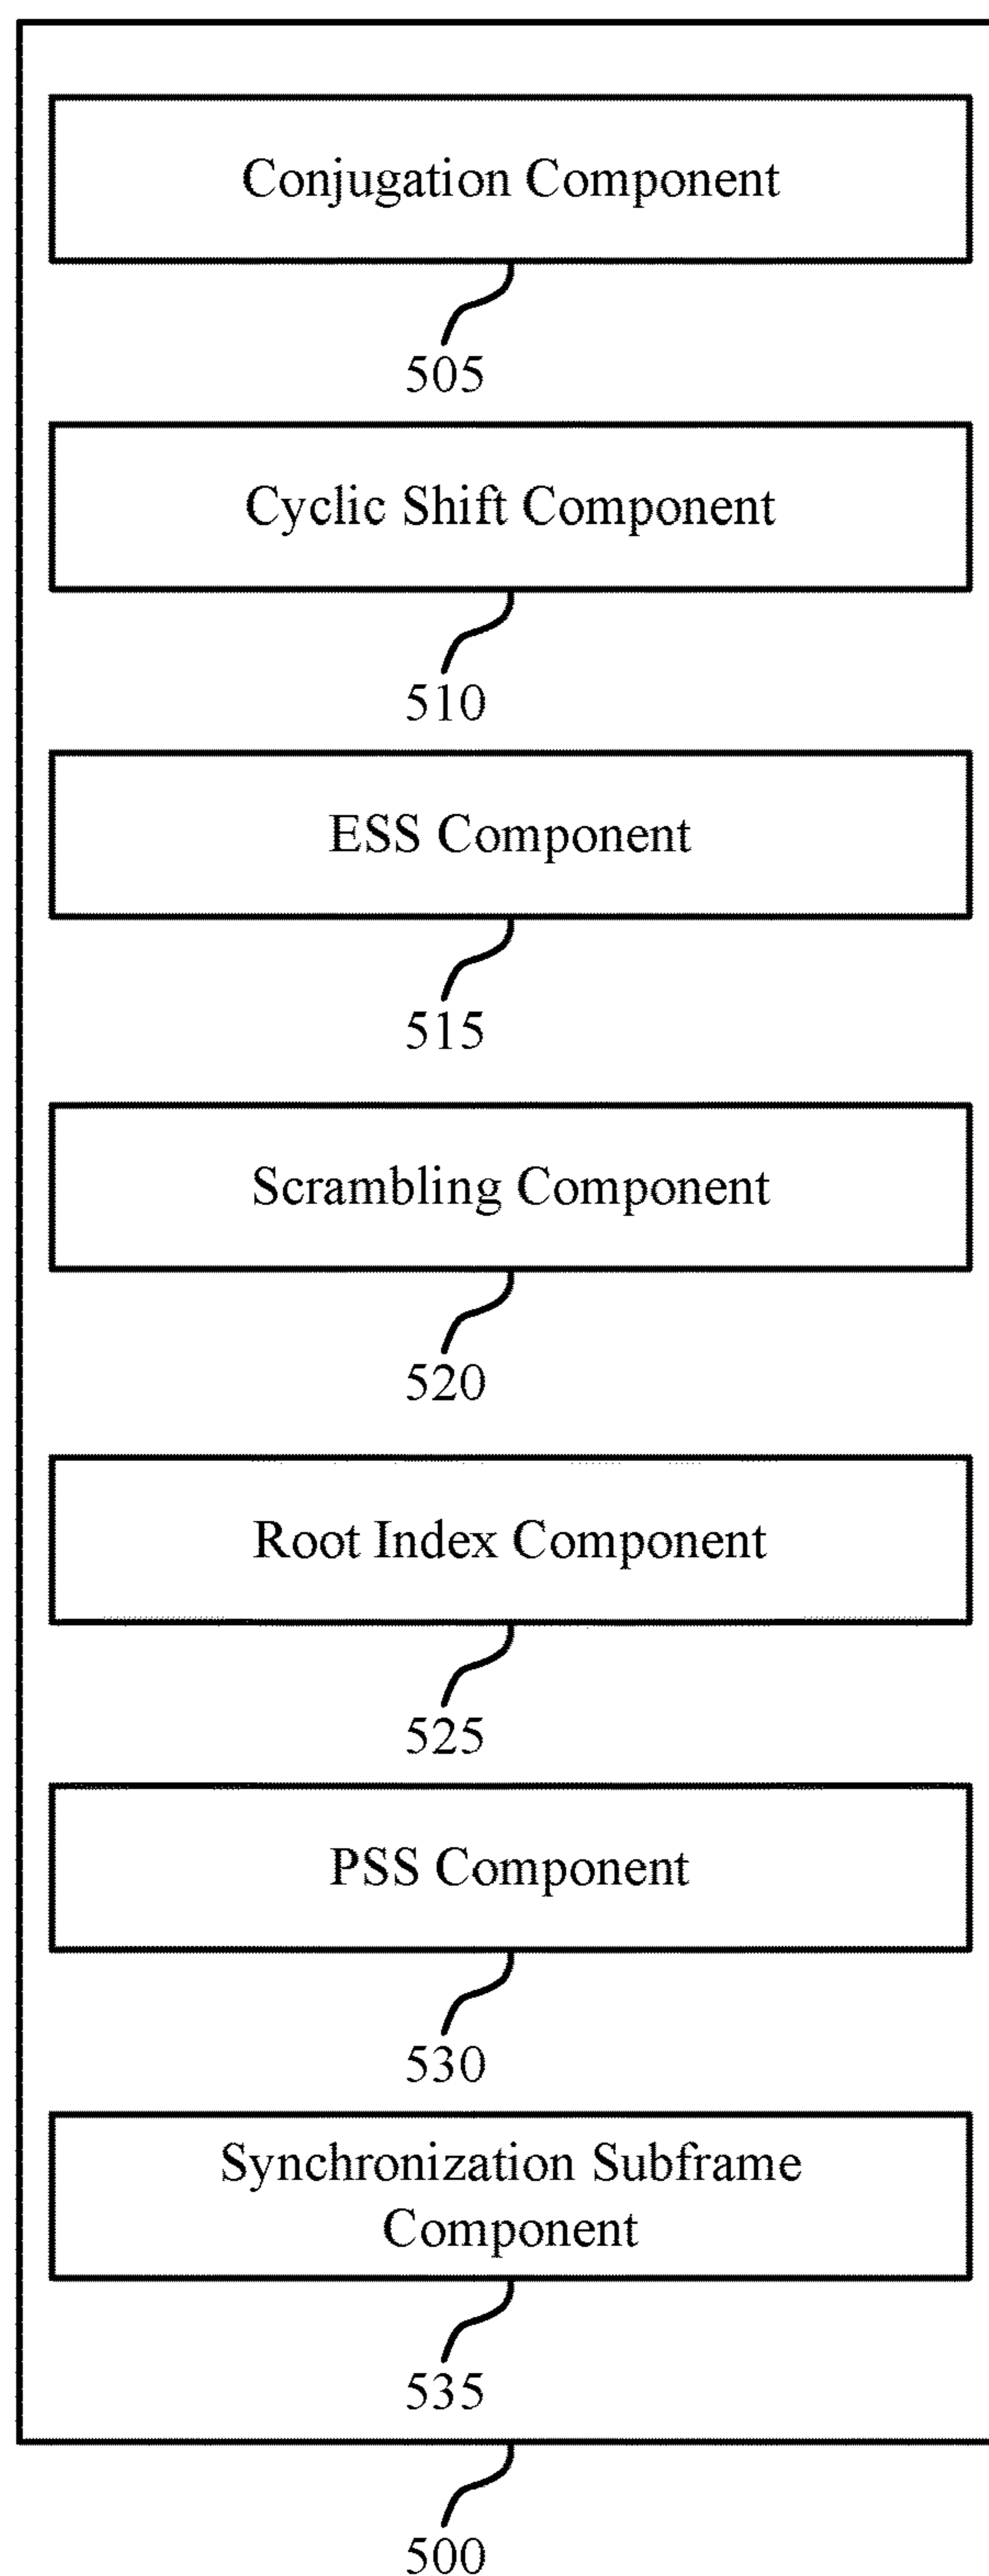 Conjugation Component
505
Cyclic Shift Component
510
ESS Component
515
Scrambling Component
520
Root Index Component
525
PSS Component
530
Synchronization Subframe
Component
535
500